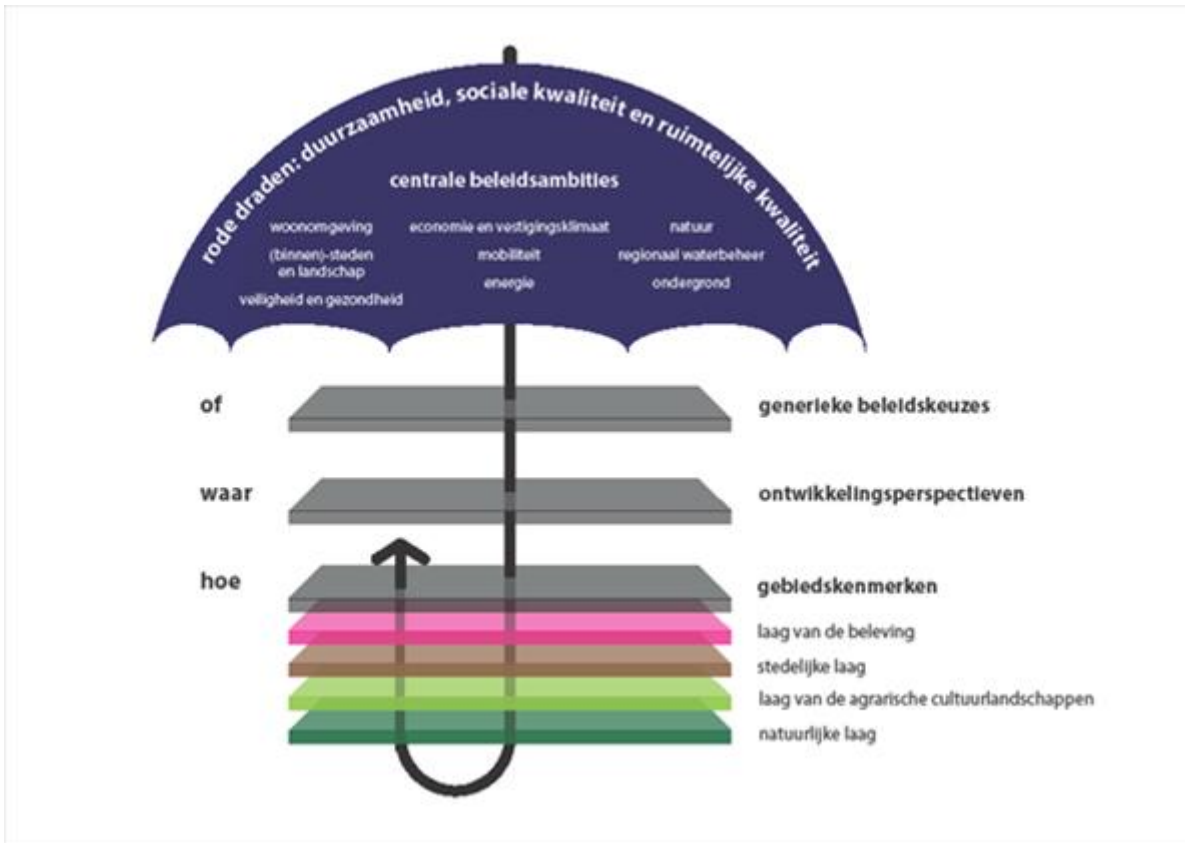 rode draden: duurzaamheid, sociale kwaliteit en ruimtelijke kwaliteit
centrale beleidsambities
woonomgeving
(binnen)-steden
en landschap
veiligheid en gezondheid
economie en vestigingsklimaat
mobiliteit
energie
natuur
regionaal waterbeheer
ondergrond
of
generieke beleidskeuzes
waar
ontwikkelingsperspectieven
hoe
gebiedskenmerken
laag van de beleving
stedelijke laag
laag van de agrarische cultuurlandschappen
natuurlijke laag